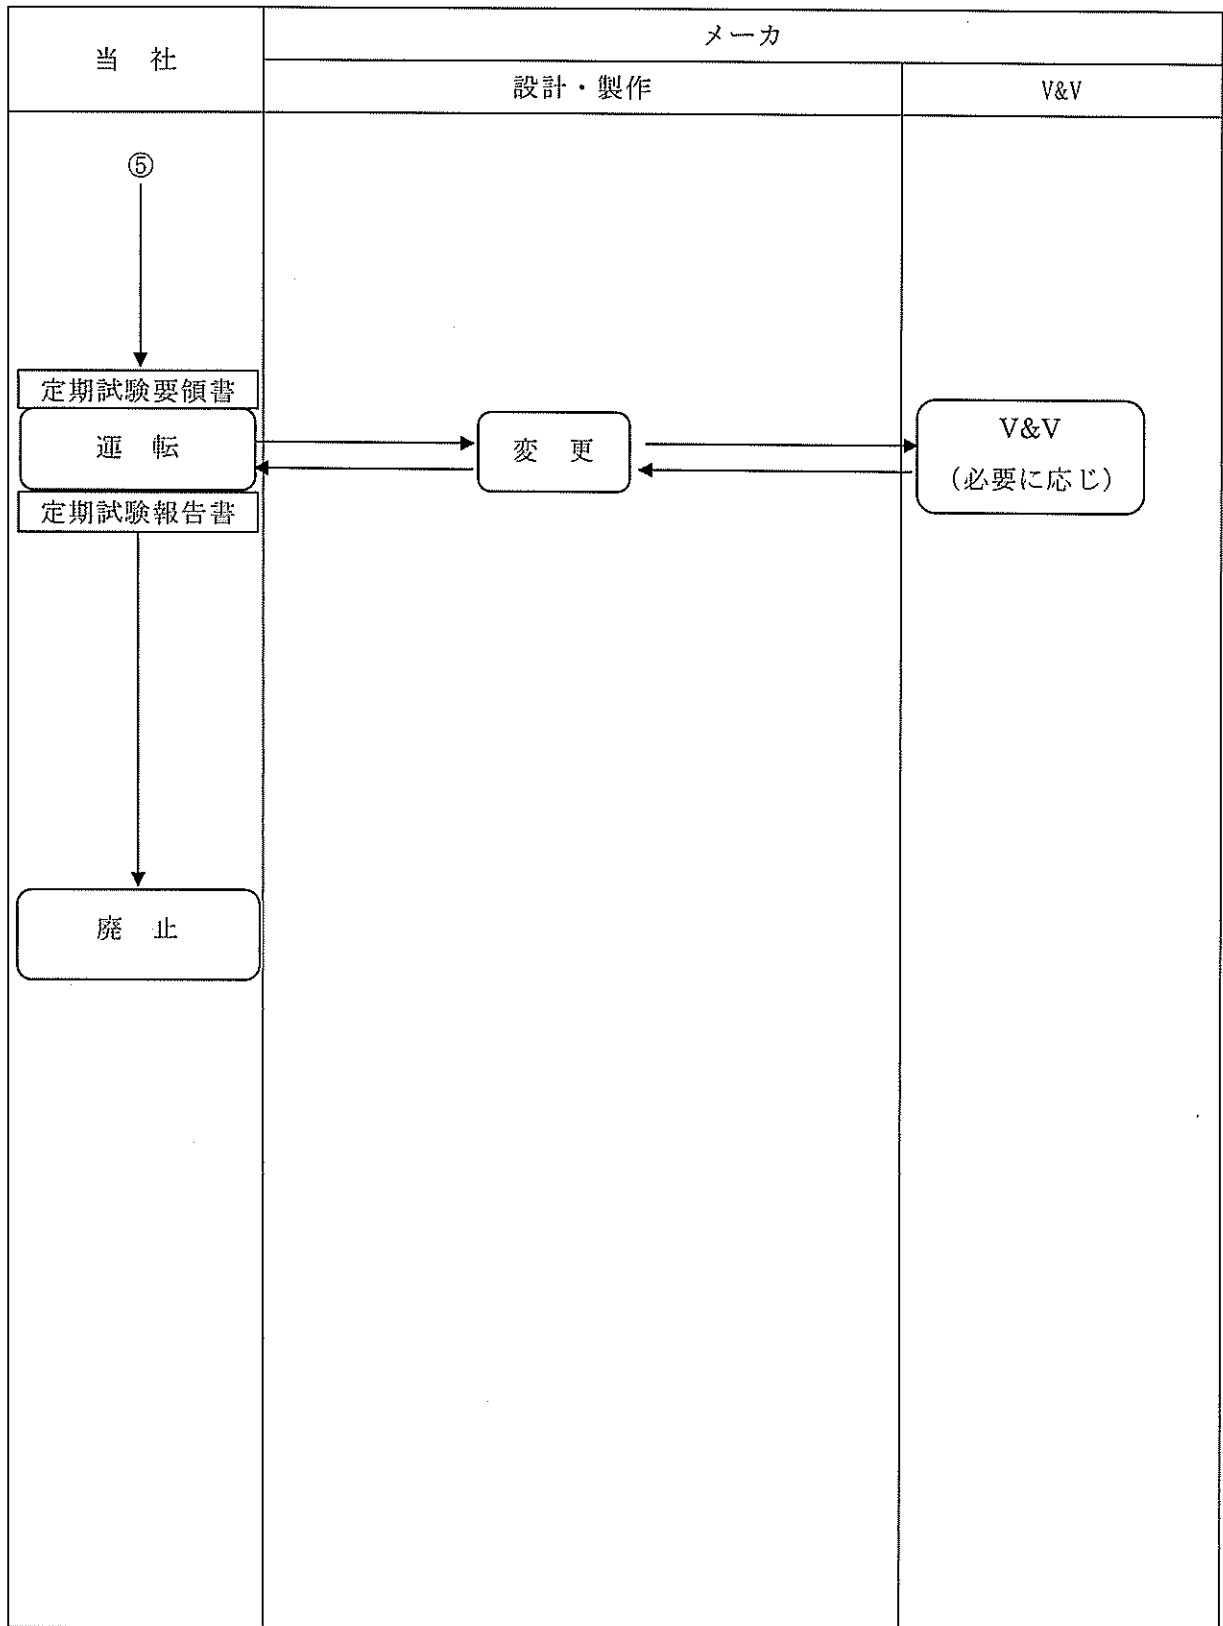 当 社
メーカ
設計・製作
V&V
⑤
定期試験要領書
運 転
定期試験報告書
変 更
V&V
(必要に応じ)
廃 止